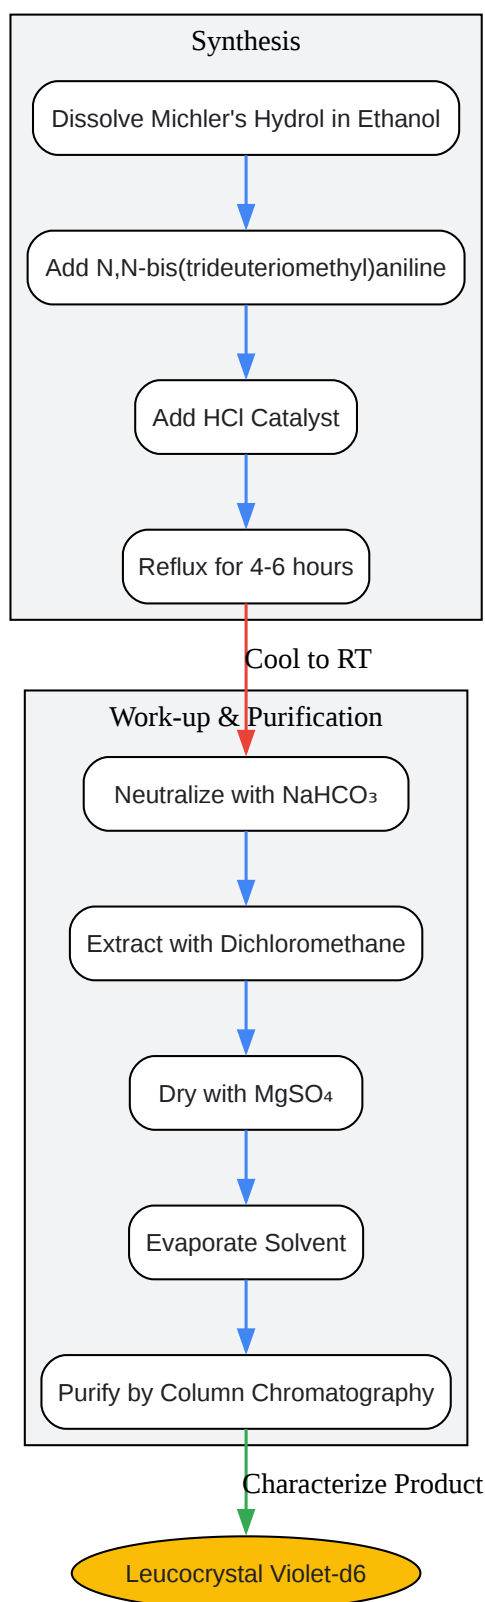 Synthesis
Dissolve Michler's Hydrol in Ethanol
Add N,N-bis(trideuteriomethyl)aniline
Add HCl Catalyst
Reflux for 4-6 hours
Cool to RT
Work-up & Purification
Neutralize with NaHCO₃
Extract with Dichloromethane
Dry with MgSO₄
Evaporate Solvent
Purify by Column Chromatography
Characterize Product
Leucocrystal Violet-d6